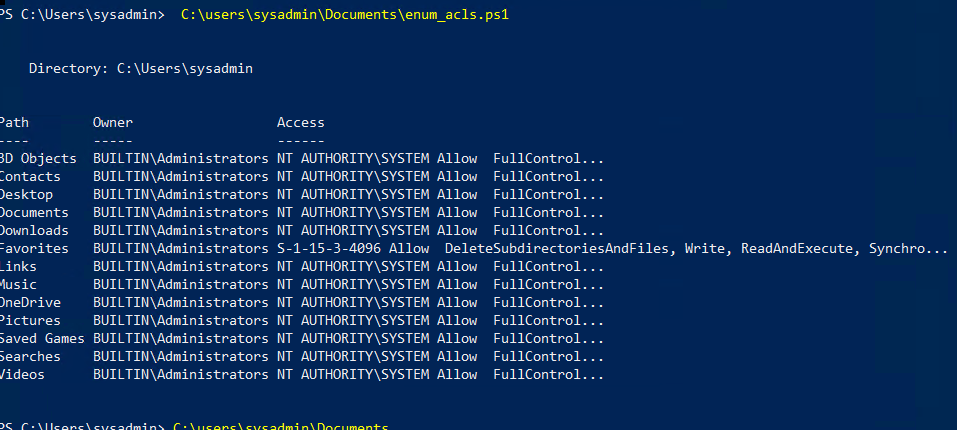 PS C:\Users\sysadmin> C:\users\sysadmin\Documents\enum_acls.ps1
Directory: C:\Users\sysadmin
Path Owner Access
---- ----- ------
3D Objects BUILTIN\Administrators NT AUTHORITY\SYSTEM Allow FullControl...
Contacts BUILTIN\Administrators NT AUTHORITY\SYSTEM Allow FullControl...
Desktop BUILTIN\Administrators NT AUTHORITY\SYSTEM Allow FullControl...
Documents BUILTIN\Administrators NT AUTHORITY\SYSTEM Allow FullControl...
Downloads BUILTIN\Administrators NT AUTHORITY\SYSTEM Allow FullControl...
Favorites BUILTIN\Administrators S-1-15-3-4096 Allow DeleteSubdirectoriesAndFiles, Write, ReadAndExecute, Synchro...
Links BUILTIN\Administrators NT AUTHORITY\SYSTEM Allow FullControl...
Music BUILTIN\Administrators NT AUTHORITY\SYSTEM Allow FullControl...
OneDrive BUILTIN\Administrators NT AUTHORITY\SYSTEM Allow FullControl...
Pictures BUILTIN\Administrators NT AUTHORITY\SYSTEM Allow FullControl...
Saved Games BUILTIN\Administrators NT AUTHORITY\SYSTEM Allow FullControl...
Searches BUILTIN\Administrators NT AUTHORITY\SYSTEM Allow FullControl...
Videos BUILTIN\Administrators NT AUTHORITY\SYSTEM Allow FullControl...
PS C:\Users\sysadmin> C:\users\sysadmin\Documents